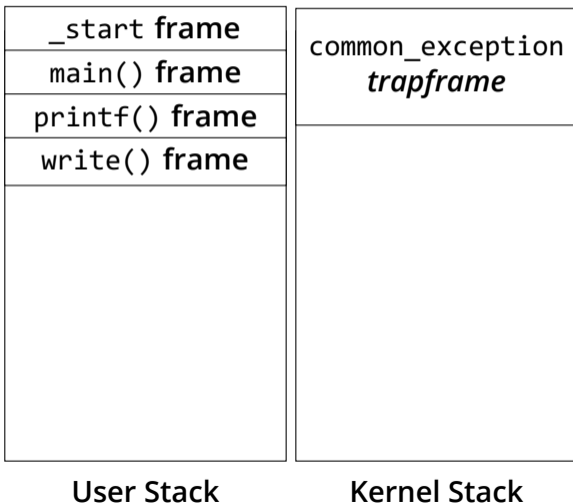 _start frame
main() frame
printf() frame
write() frame
User Stack
common_exception
trapframe
Kernel Stack